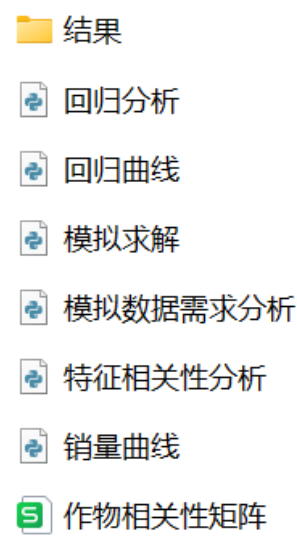 结果
回归分析
回归曲线
模拟求解
模拟数据需求分析
特征相关性分析
销量曲线
作物相关性矩阵